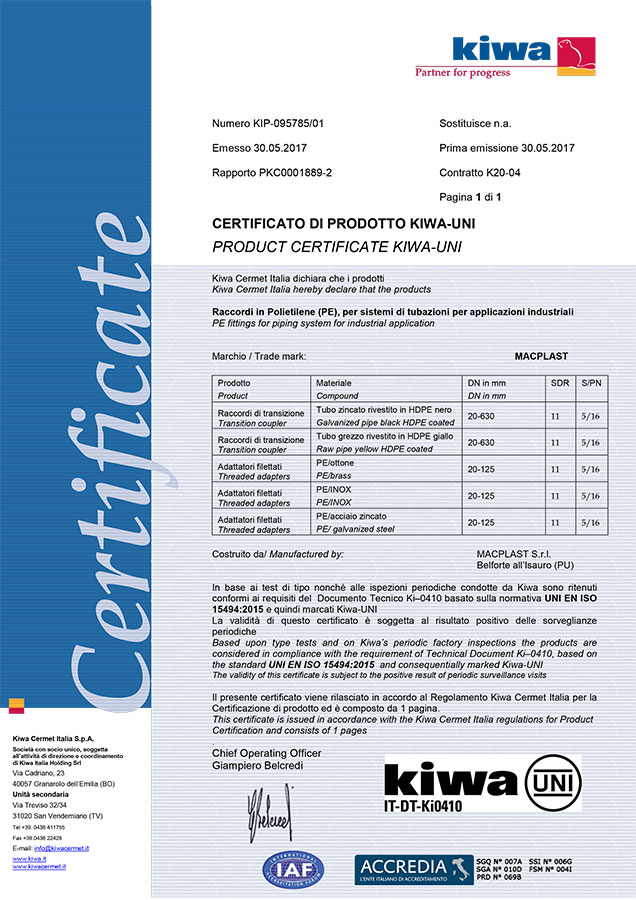 kiwa
Partner for progress
Numero KIP-095785/01
Sostituisce n.a.
Emesso 30.05.2017
Prima emissione 30.05.2017
Rapporto PKC0001889-2
Contratto K20-04
Pagina 1 di 1
CERTIFICATO DI PRODOTTO KIWA-UNI
PRODUCT CERTIFICATE KIWA-UNI
Certificate
Kiwa Cermet Italia dichiara che i prodotti
Kiwa Cermet Italia hereby declare that the products
Raccordi in Polietilene (PE), per sistemi di tubazioni per applicazioni industriali
PE fittings for piping system for industrial application
Marchio / Trade mark: MACPLAST
Prodotto Materiale DN in mm SDR S/PN
Product Compound DN in mm
Raccordi di transizione Tubo zincato rivestito in HDPE nero 20-630 11 5/16
Transition coupler Galvanized pipe black HDPE coated
Raccordi di transizione Tubo grezzo rivestito in HDPE giallo 20-630 11 5/16
Transition coupler Raw pipe yellow HDPE coated
Adattatori filettati PE/ottone 20-125 11 5/16
Threaded adapters PE/brass
Adattatori filettati PE/INOX 20-125 11 5/16
Threaded adapters PE/INOX
Adattatori filettati PE/acciaio zincato 20-125 11 5/16
Threaded adapters PE/ galvanized steel
Costruito da/ Manufactured by: MACPLAST S.r.l.
Belforte all'Isauro (PU)
In base ai test di tipo nonché alle ispezioni periodiche condotte da Kiwa sono ritenuti
conformi ai requisiti del Documento Tecnico Ki–0410 basato sulla normativa UNI EN ISO
15494:2015 e quindi marcati Kiwa-UNI
La validità di questo certificato è soggetta al risultato positivo delle sorveglianze
periodiche
Based upon type tests and on Kiwa's periodic factory inspections the products are
considered in compliance with the requirement of Technical Document Ki–0410, based on
the standard UNI EN ISO 15494:2015 and consequentially marked Kiwa-UNI
The validity of this certificate is subject to the positive result of periodic surveillance visits
Il presente certificato viene rilasciato in accordo al Regolamento Kiwa Cermet Italia per la
Certificazione di prodotto ed è composto da 1 pagina.
This certificate is issued in accordance with the Kiwa Cermet Italia regulations for Product
Certification and consists of 1 pages
.
Chief Operating Officer
Giampiero Belcredi
kiwa UNI
IT-DT-Ki0410
Kiwa Cermet Italia S.p.A.
Società con socio unico, soggetta
all'attività di direzione e coordinamento
di Kiwa Italia Holding Srl
Via Cadriano, 23
40057 Granarolo dell'Emilia (BO)
Unità secondaria
Via Treviso 32/34
31020 San Vendemiano (TV)
Tel +39. 0438 411755
Fax +39.0438 22428
E-mail: info@kiwacermet.it
www.kiwa.it
www.kiwacermet.it
INTERNATIONAL
IAF
ACCREDITATION FORUM
ACCREDIA
L'ENTE ITALIANO DI ACCREDITAMENTO
SGQ N° 007A SSI N° 006G
SGA N° 010D FSM N° 004I
PRD N° 069B